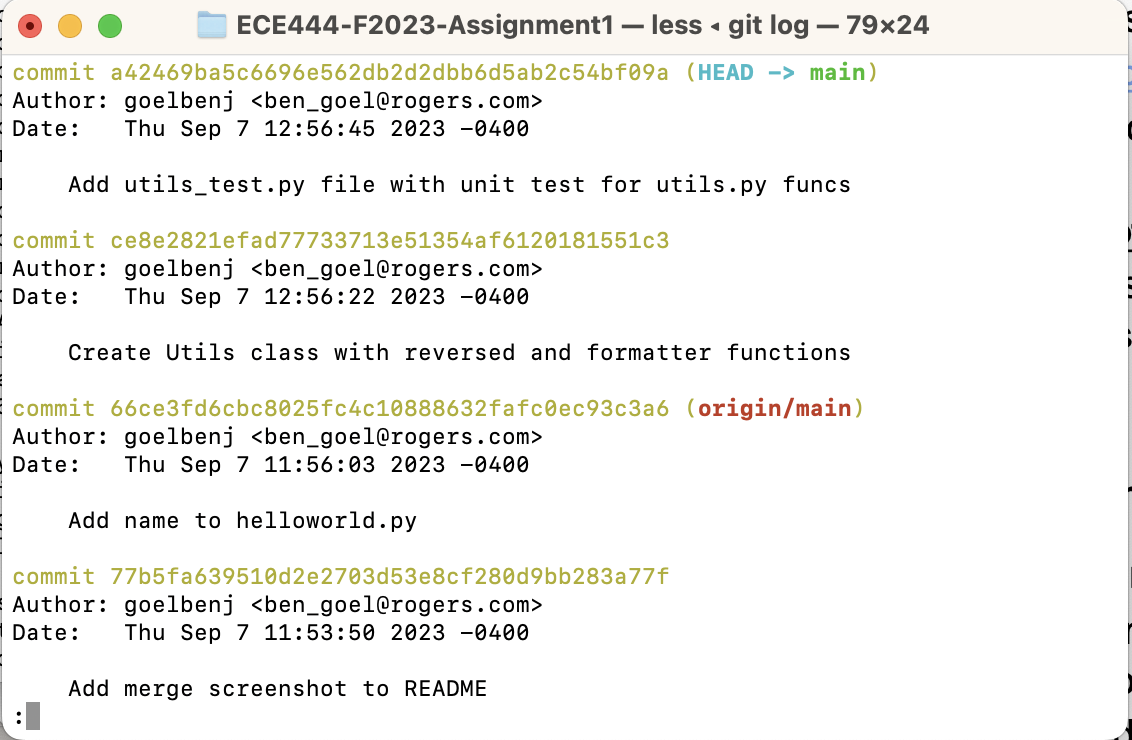 ECE444-F2023-Assignment1 — less ◂ git log — 79×24
commit a42469ba5c6696e562db2d2dbb6d5ab2c54bf09a (HEAD -> main)
Author: goelbenj <ben_goel@rogers.com>
Date:   Thu Sep 7 12:56:45 2023 -0400
    Add utils_test.py file with unit test for utils.py funcs
commit ce8e2821efad77733713e51354af6120181551c3
Author: goelbenj <ben_goel@rogers.com>
Date:   Thu Sep 7 12:56:22 2023 -0400
    Create Utils class with reversed and formatter functions
commit 66ce3fd6cbc8025fc4c10888632fafc0ec93c3a6 (origin/main)
Author: goelbenj <ben_goel@rogers.com>
Date:   Thu Sep 7 11:56:03 2023 -0400
    Add name to helloworld.py
commit 77b5fa639510d2e2703d53e8cf280d9bb283a77f
Author: goelbenj <ben_goel@rogers.com>
Date:   Thu Sep 7 11:53:50 2023 -0400
    Add merge screenshot to README
: